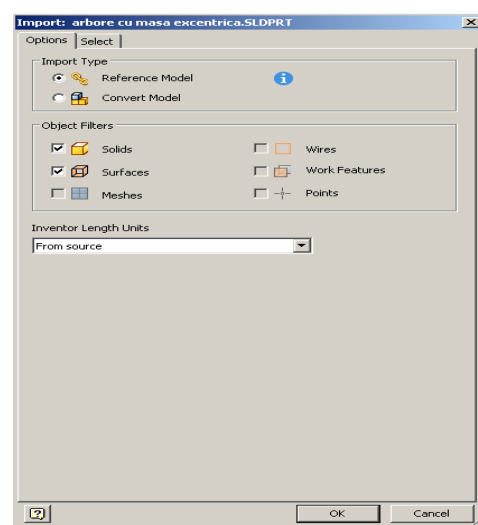 Import: arbore cu masa excentrica.SLDPRT
Options Select
Import Type
Reference Model
Convert Model
Object Filters
Solids Wires
Surfaces Work Features
Meshes Points
Inventor Length Units
From source
OK Cancel